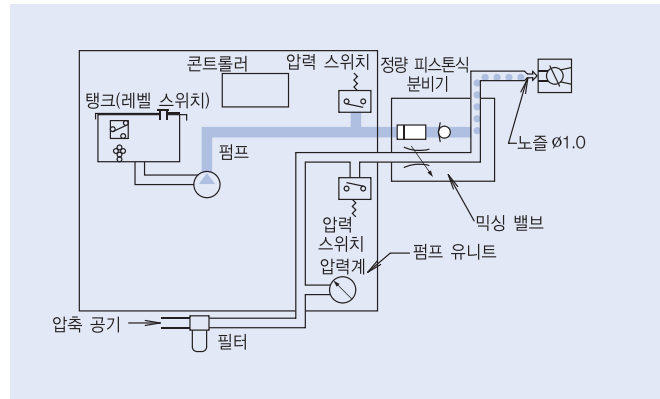 콘트롤러
압력 스위치
정량 피스톤식
분비기
탱크(레벨 스위치)
펌프
노즐 ø1.0
믹싱 밸브
압력
스위치
펌프 유니트
압력계
압축 공기
필터